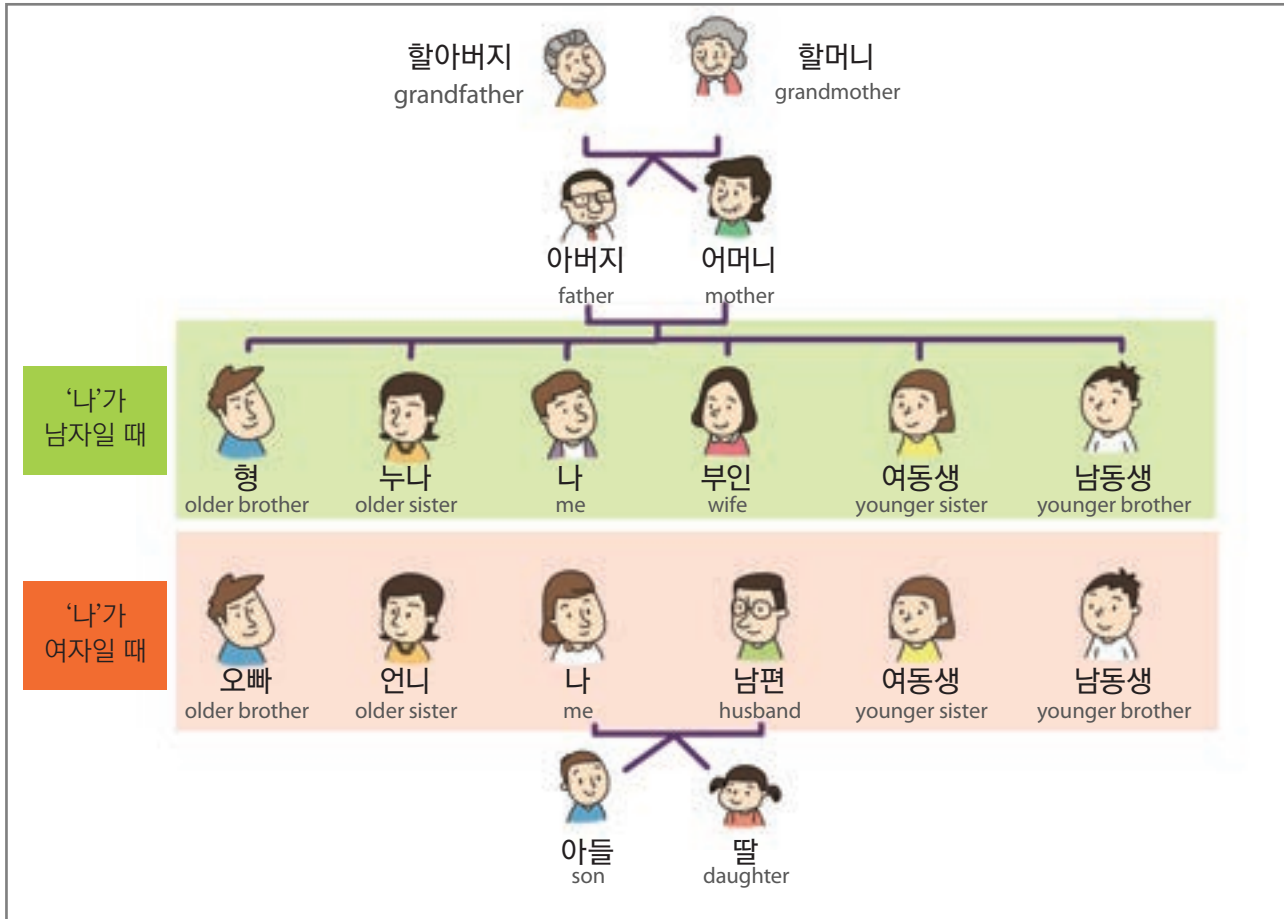 할아버지
grandfather
할머니
grandmother
아버지
father
어머니
mother
‘나’가
남자일 때
형
older brother
누나
older sister
나
me
부인
wife
여동생
younger sister
남동생
younger brother
‘나’가
여자일 때
오빠
older brother
언니
older sister
나
me
남편
husband
여동생
younger sister
남동생
younger brother
아들
son
딸
daughter